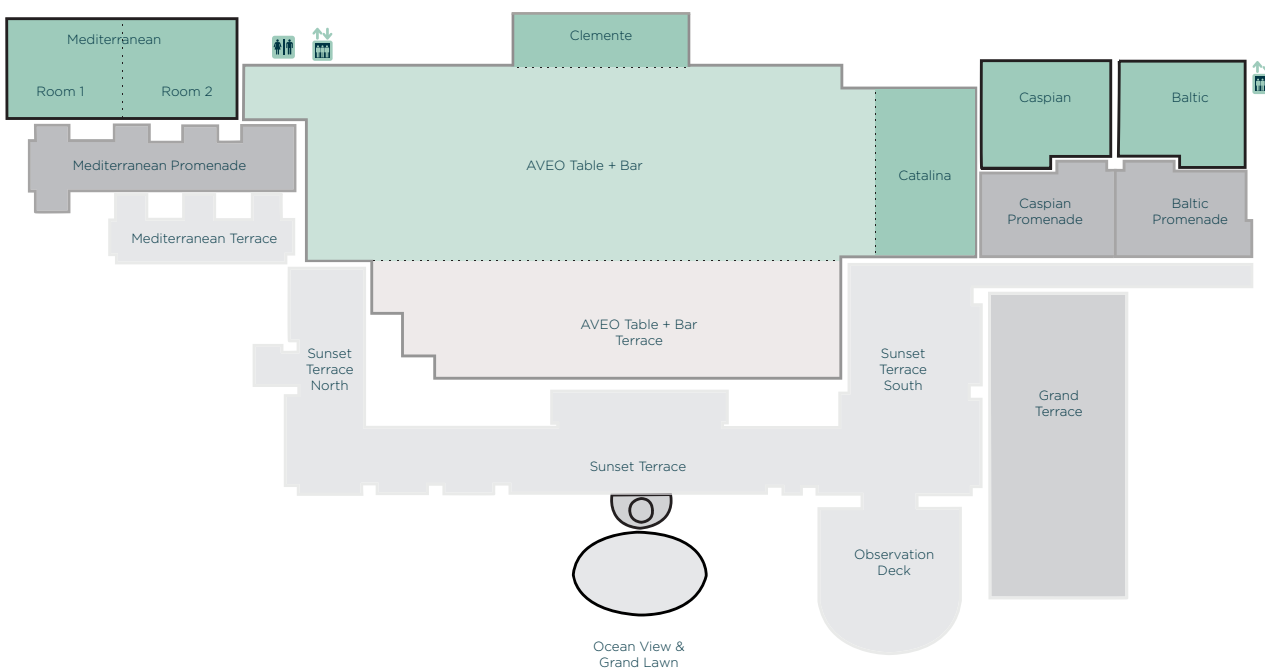 Mediterranean
Room 1
Room 2
Clemente
AVEO Table + Bar
Catalina
Caspian
Baltic
Mediterranean Promenade
Caspian
Promenade
Baltic
Promenade
Mediterranean Terrace
AVEO Table + Bar
Terrace
Sunset
Terrace
North
Sunset
Terrace
South
Grand
Terrace
Sunset Terrace
Observation
Deck
Ocean View &
Grand Lawn